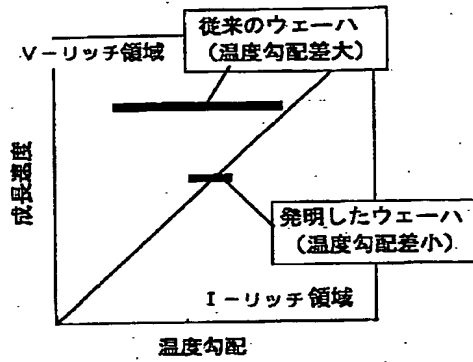 従来のウェーハ
(温度勾配差大)
V-リッチ領域
成長速度
発明したウェーハ
(温度勾配差小)
I-リッチ領域
温度勾配